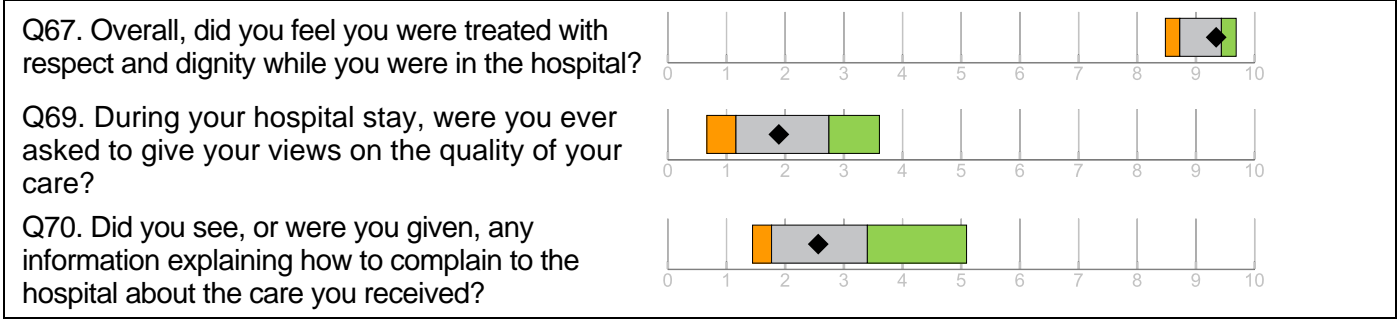 Q67. Overall, did you feel you were treated with
respect and dignity while you were in the hospital?
0 1 2 3 4 5 6 7 8 9 10
Q69. During your hospital stay, were you ever
asked to give your views on the quality of your
care?
0 1 2 3 4 5 6 7 8 9 10
Q70. Did you see, or were you given, any
information explaining how to complain to the
hospital about the care you received?
0 1 2 3 4 5 6 7 8 9 10